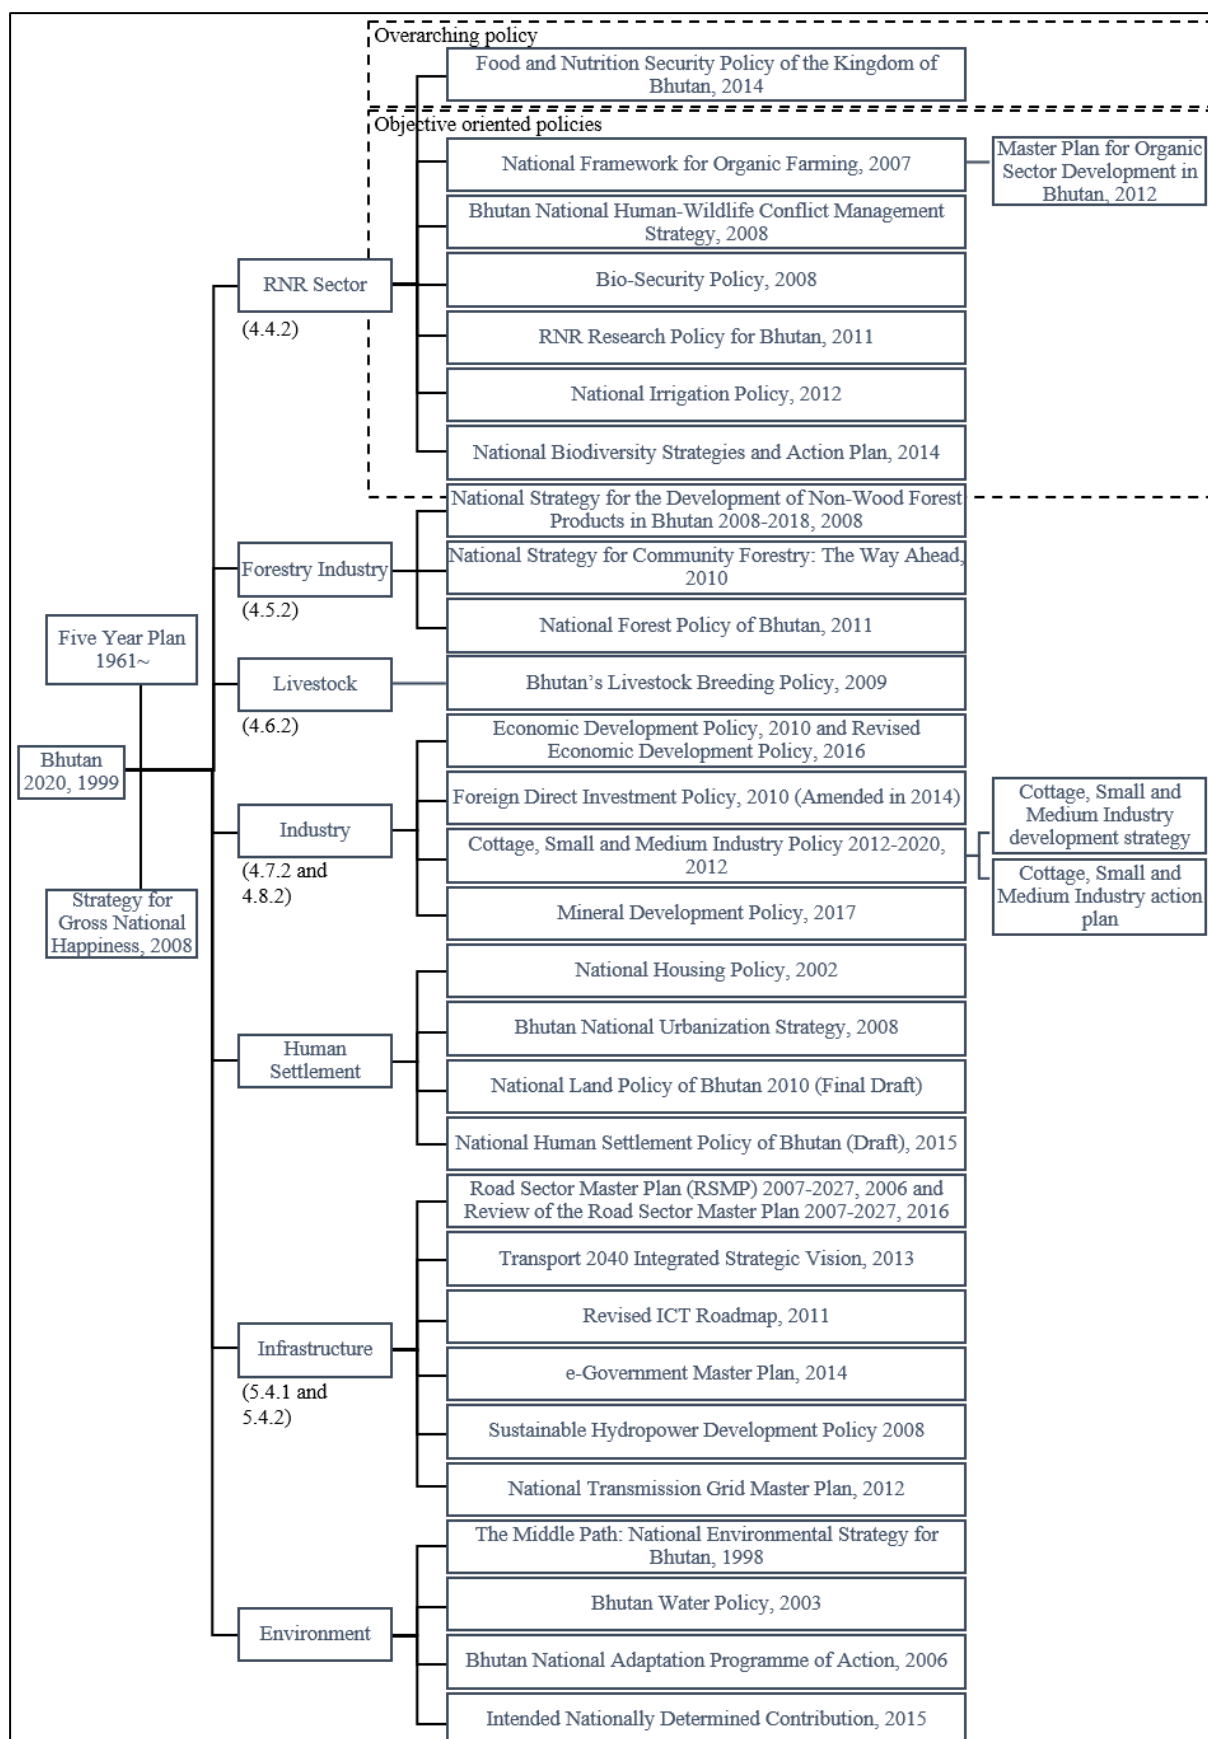 Overarching policy
Food and Nutrition Security Policy of the Kingdom of
Bhutan, 2014
Objective oriented policies
National Framework for Organic Farming, 2007
Master Plan for Organic
Sector Development in
Bhutan, 2012
Bhutan National Human-Wildlife Conflict Management
Strategy, 2008
RNR Sector
(4.4.2)
Bio-Security Policy, 2008
RNR Research Policy for Bhutan, 2011
National Irrigation Policy, 2012
National Biodiversity Strategies and Action Plan, 2014
National Strategy for the Development of Non-Wood Forest
Products in Bhutan 2008-2018, 2008
Forestry Industry
(4.5.2)
National Strategy for Community Forestry: The Way Ahead,
2010
National Forest Policy of Bhutan, 2011
Five Year Plan
1961~
Livestock
(4.6.2)
Bhutan’s Livestock Breeding Policy, 2009
Bhutan
2020, 1999
Strategy for
Gross National
Happiness, 2008
Industry
(4.7.2 and
4.8.2)
Economic Development Policy, 2010 and Revised
Economic Development Policy, 2016
Foreign Direct Investment Policy, 2010 (Amended in 2014)
Cottage, Small and Medium Industry Policy 2012-2020,
2012
Cottage, Small and
Medium Industry
development strategy
Cottage, Small and
Medium Industry action
plan
Mineral Development Policy, 2017
Human
Settlement
National Housing Policy, 2002
Bhutan National Urbanization Strategy, 2008
National Land Policy of Bhutan 2010 (Final Draft)
National Human Settlement Policy of Bhutan (Draft), 2015
Infrastructure
(5.4.1 and
5.4.2)
Road Sector Master Plan (RSMP) 2007-2027, 2006 and
Review of the Road Sector Master Plan 2007-2027, 2016
Transport 2040 Integrated Strategic Vision, 2013
Revised ICT Roadmap, 2011
e-Government Master Plan, 2014
Sustainable Hydropower Development Policy 2008
National Transmission Grid Master Plan, 2012
Environment
The Middle Path: National Environmental Strategy for
Bhutan, 1998
Bhutan Water Policy, 2003
Bhutan National Adaptation Programme of Action, 2006
Intended Nationally Determined Contribution, 2015